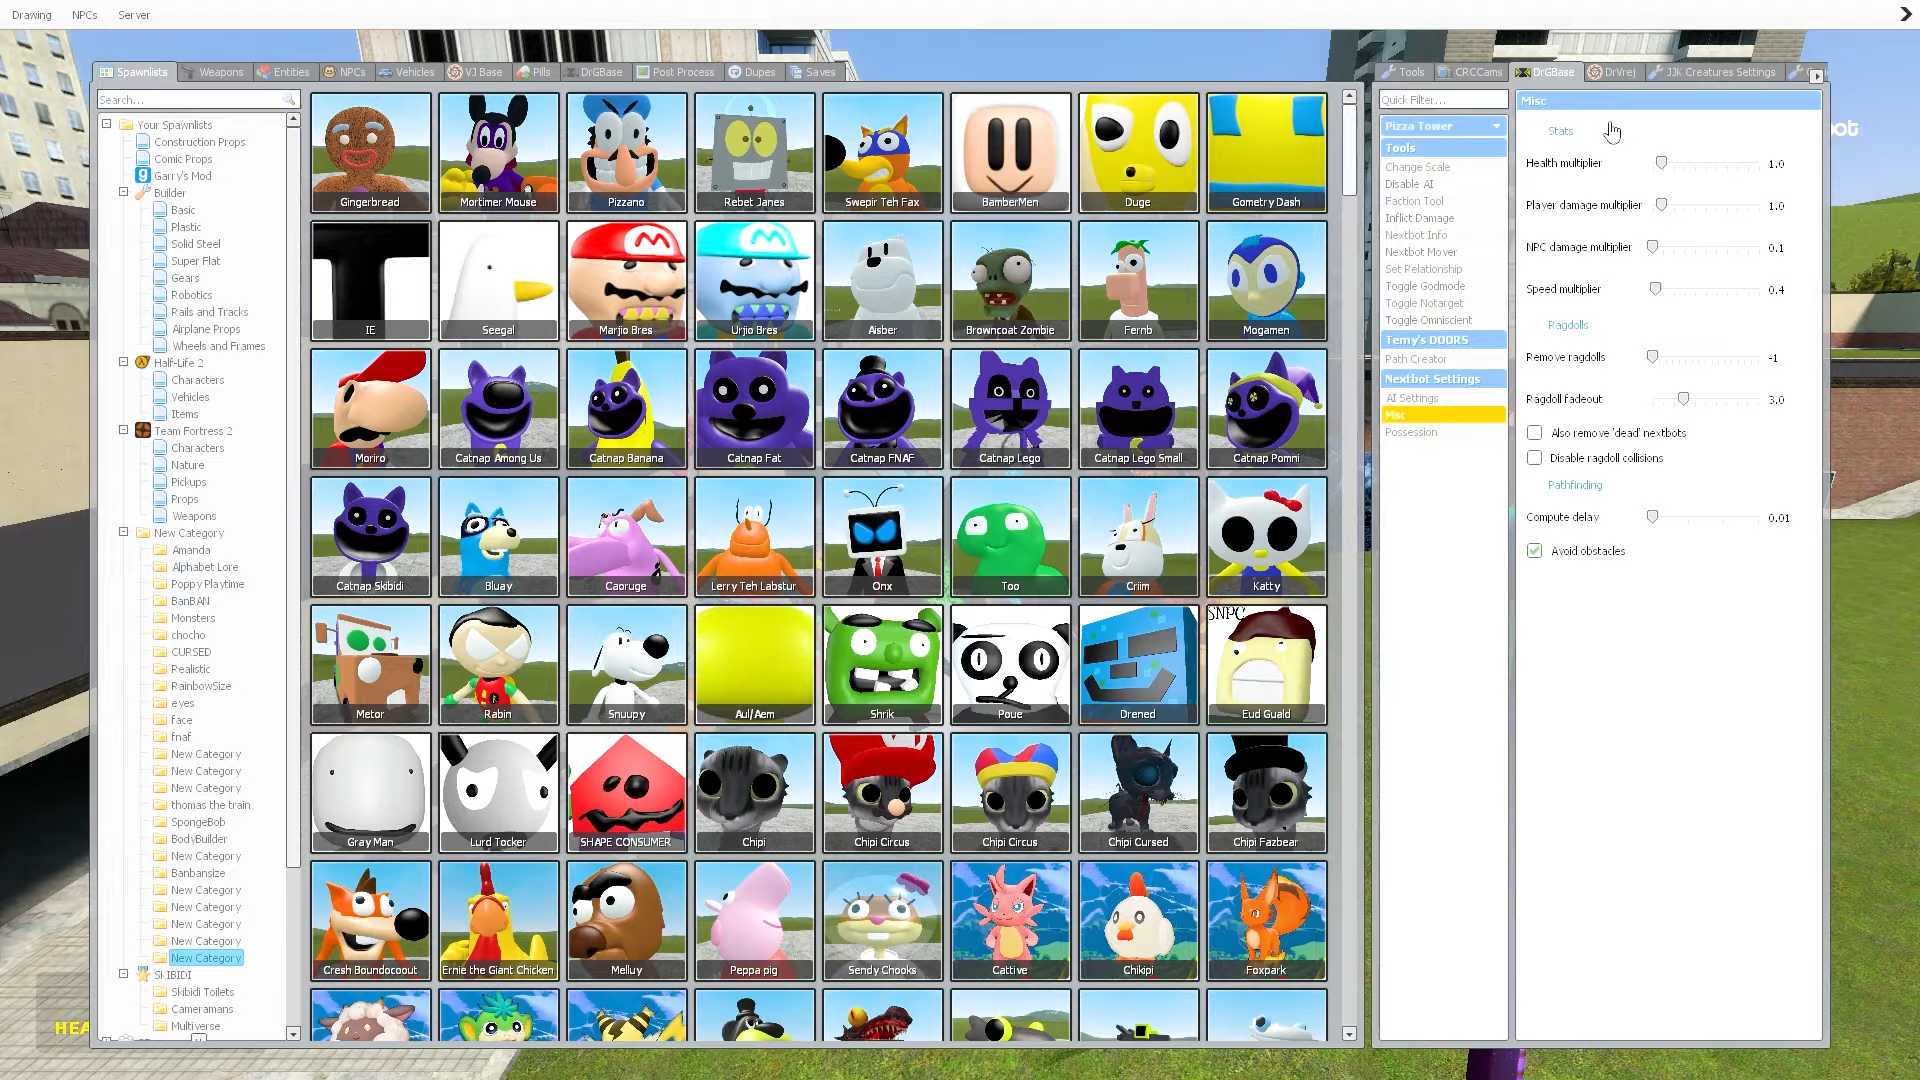 Drawing NPCs Server
Spawnlists Weapons Entities NPCs Vehicles VJ Base Pills DrGBase Post Process Dupes Saves
Search...
Your Spawnlists
Construction Props
Comic Props
Garry's Mod
Builder
Basic
Plastic
Solid Steel
Super Flat
Gears
Robotics
Rails and Tracks
Airplane Props
Wheels and Frames
Half-Life 2
Characters
Vehicles
Items
Team Fortress 2
Characters
Nature
Pickups
Props
Weapons
New Category
Amanda
Alphabet Lore
Poppy Playtime
BanBAN
Monsters
chocho
CURSED
Realistic
RainbowSize
eyes
face
fnaf
New Category
New Category
New Category
thomas the train
SpongeBob
BodyBuilder
New Category
Banbansize
New Category
New Category
New Category
New Category
New Category
SKIBIDI
Skibidi Toilets
Cameramans
Multiverse
HEA
Gingerbread Mortimer Mouse Pizzano Rebet Janes Swepir Teh Fax BamberMen Duge Gometry Dash
IE Seegal Marjio Bres Urjio Bres Aisber Browncoat Zombie Fernb Mogamen
Moriro Catnap Among Us Catnap Banana Catnap Fat Catnap FNAF Catnap Lego Catnap Lego Small Catnap Pomni
Catnap Skibidi Bluay Caoruge Lerry Teh Labstur Onx Too Criim Katty
SNPC
Metor Rabin Snuupy Aul/Aem Shrik Poue Drened Eud Guald
Gray Man Lurd Tocker SHAPE CONSUMER Chipi Chipi Circus Chipi Circus Chipi Cursed Chipi Fazbear
Cresh Boundocoout Ernie the Giant Chicken Melluy Peppa pig Sendy Chooks Cattive Chikipi Foxpark
Tools CRCCams DrGBase DrVrej JJK Creatures Settings
Quick Filter...
Pizza Tower
Tools
Change Scale
Disable AI
Faction Tool
Inflict Damage
Nextbot Info
Nextbot Mover
Set Relationship
Toggle Godmode
Toggle Notarget
Toggle Omniscient
Temy's DOORS
Path Creator
Nextbot Settings
AI Settings
Misc
Possession
Misc
Stats
Health multiplier 1.0
Player damage multiplier 1.0
NPC damage multiplier 0.1
Speed multiplier 0.4
Ragdolls
Remove ragdolls -1
Ragdoll fadeout 3.0
Also remove 'dead' nextbots
Disable ragdoll collisions
Pathfinding
Compute delay 0.01
Avoid obstacles
bot